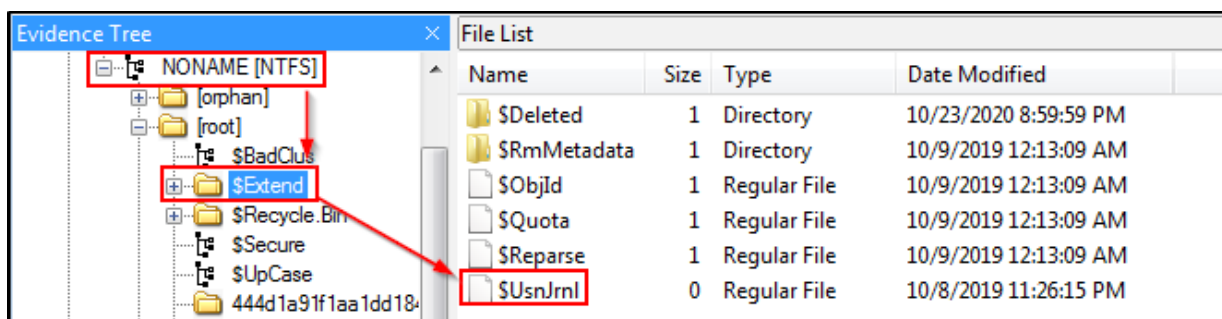 Evidence Tree
NONAME [NTFS]
[orphan]
[root]
$BadClus
$Extend
$Recycle.Bin
$Secure
$UpCase
444d1a91f1aa1dd184
File List
Name Size Type Date Modified
$Deleted 1 Directory 10/23/2020 8:59:59 PM
$RmMetadata 1 Directory 10/9/2019 12:13:09 AM
$ObjId 1 Regular File 10/9/2019 12:13:09 AM
$Quota 1 Regular File 10/9/2019 12:13:09 AM
$Reparse 1 Regular File 10/9/2019 12:13:09 AM
$UsnJrnl 0 Regular File 10/8/2019 11:26:15 PM